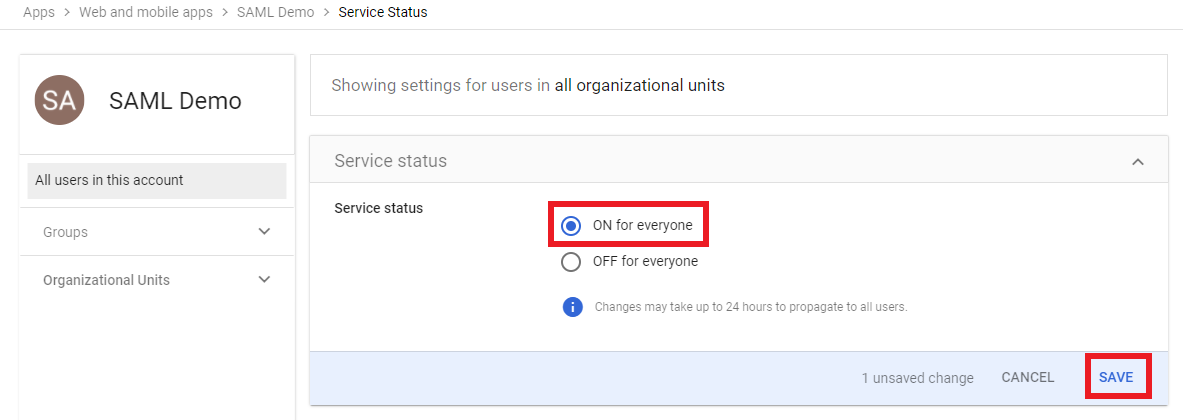 Apps > Web and mobile apps > SAML Demo > Service Status
SA
SAML Demo
All users in this account
Groups
Organizational Units
Showing settings for users in all organizational units
Service status
Service status
ON for everyone
OFF for everyone
Changes may take up to 24 hours to propagate to all users.
1 unsaved change CANCEL SAVE